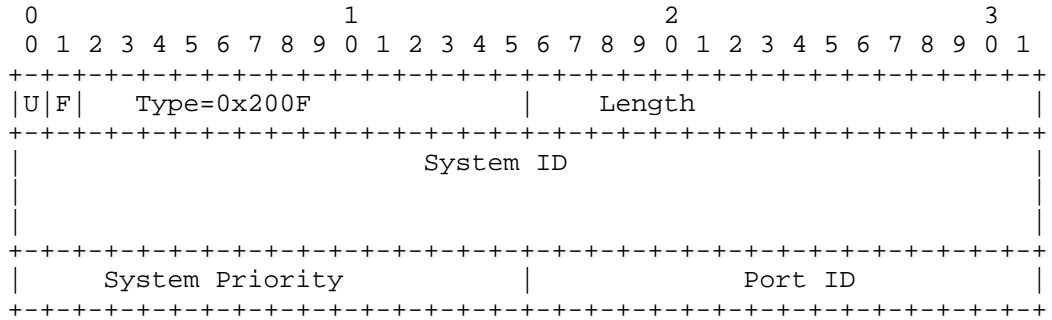 0                   1                   2                   3
 0 1 2 3 4 5 6 7 8 9 0 1 2 3 4 5 6 7 8 9 0 1 2 3 4 5 6 7 8 9 0 1
+-+-+-+-+-+-+-+-+-+-+-+-+-+-+-+-+-+-+-+-+-+-+-+-+-+-+-+-+-+-+-+-+
|U|F|   Type=0x200F             |    Length                     |
+-+-+-+-+-+-+-+-+-+-+-+-+-+-+-+-+-+-+-+-+-+-+-+-+-+-+-+-+-+-+-+-+
|                         System ID                             |
|                                                               |
|                                                               |
+-+-+-+-+-+-+-+-+-+-+-+-+-+-+-+-+-+-+-+-+-+-+-+-+-+-+-+-+-+-+-+-+
|     System Priority           |             Port ID           |
+-+-+-+-+-+-+-+-+-+-+-+-+-+-+-+-+-+-+-+-+-+-+-+-+-+-+-+-+-+-+-+-+